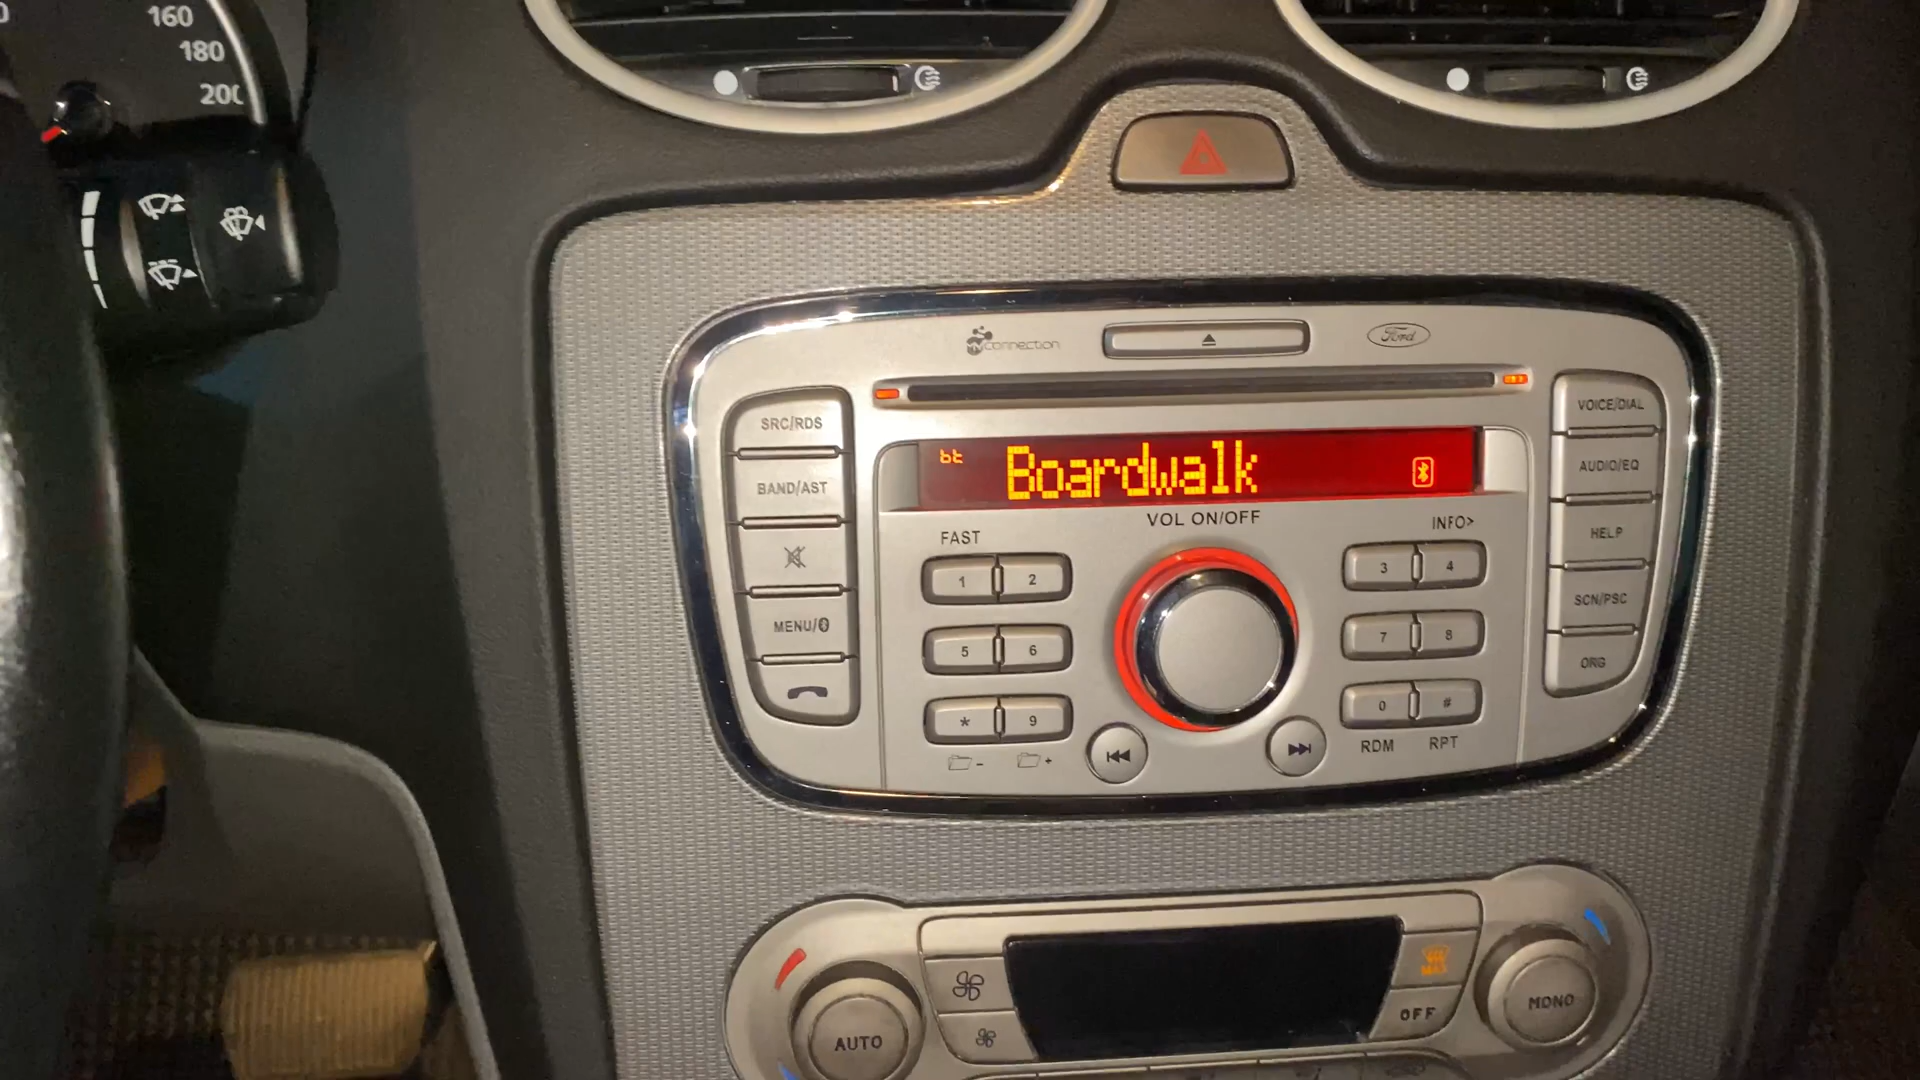 160
180
200
MYconnection
Ford
SRC/RDS
BAND/AST
MENU/
bt
Boardwalk
VOICE/DIAL
AUDIO/EQ
HELP
SCN/PSC
ORG
VOL ON/OFF
FAST
INFO>
1 2
3 4
5 6
7 8
* 9
0 #
- +
RDM RPT
MAX
OFF
AUTO
MONO